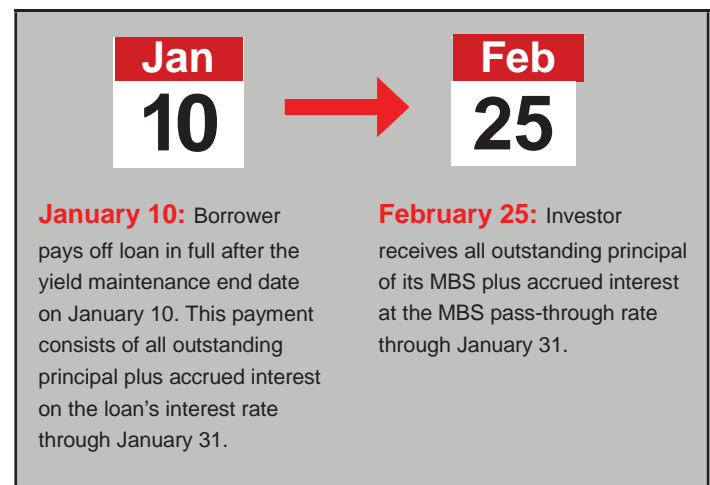 Jan
10
Feb
25
January 10: Borrower
pays off loan in full after the
yield maintenance end date
on January 10. This payment
consists of all outstanding
principal plus accrued interest
on the loan's interest rate
through January 31.
February 25: Investor
receives all outstanding principal
of its MBS plus accrued interest
at the MBS pass-through rate
through January 31.